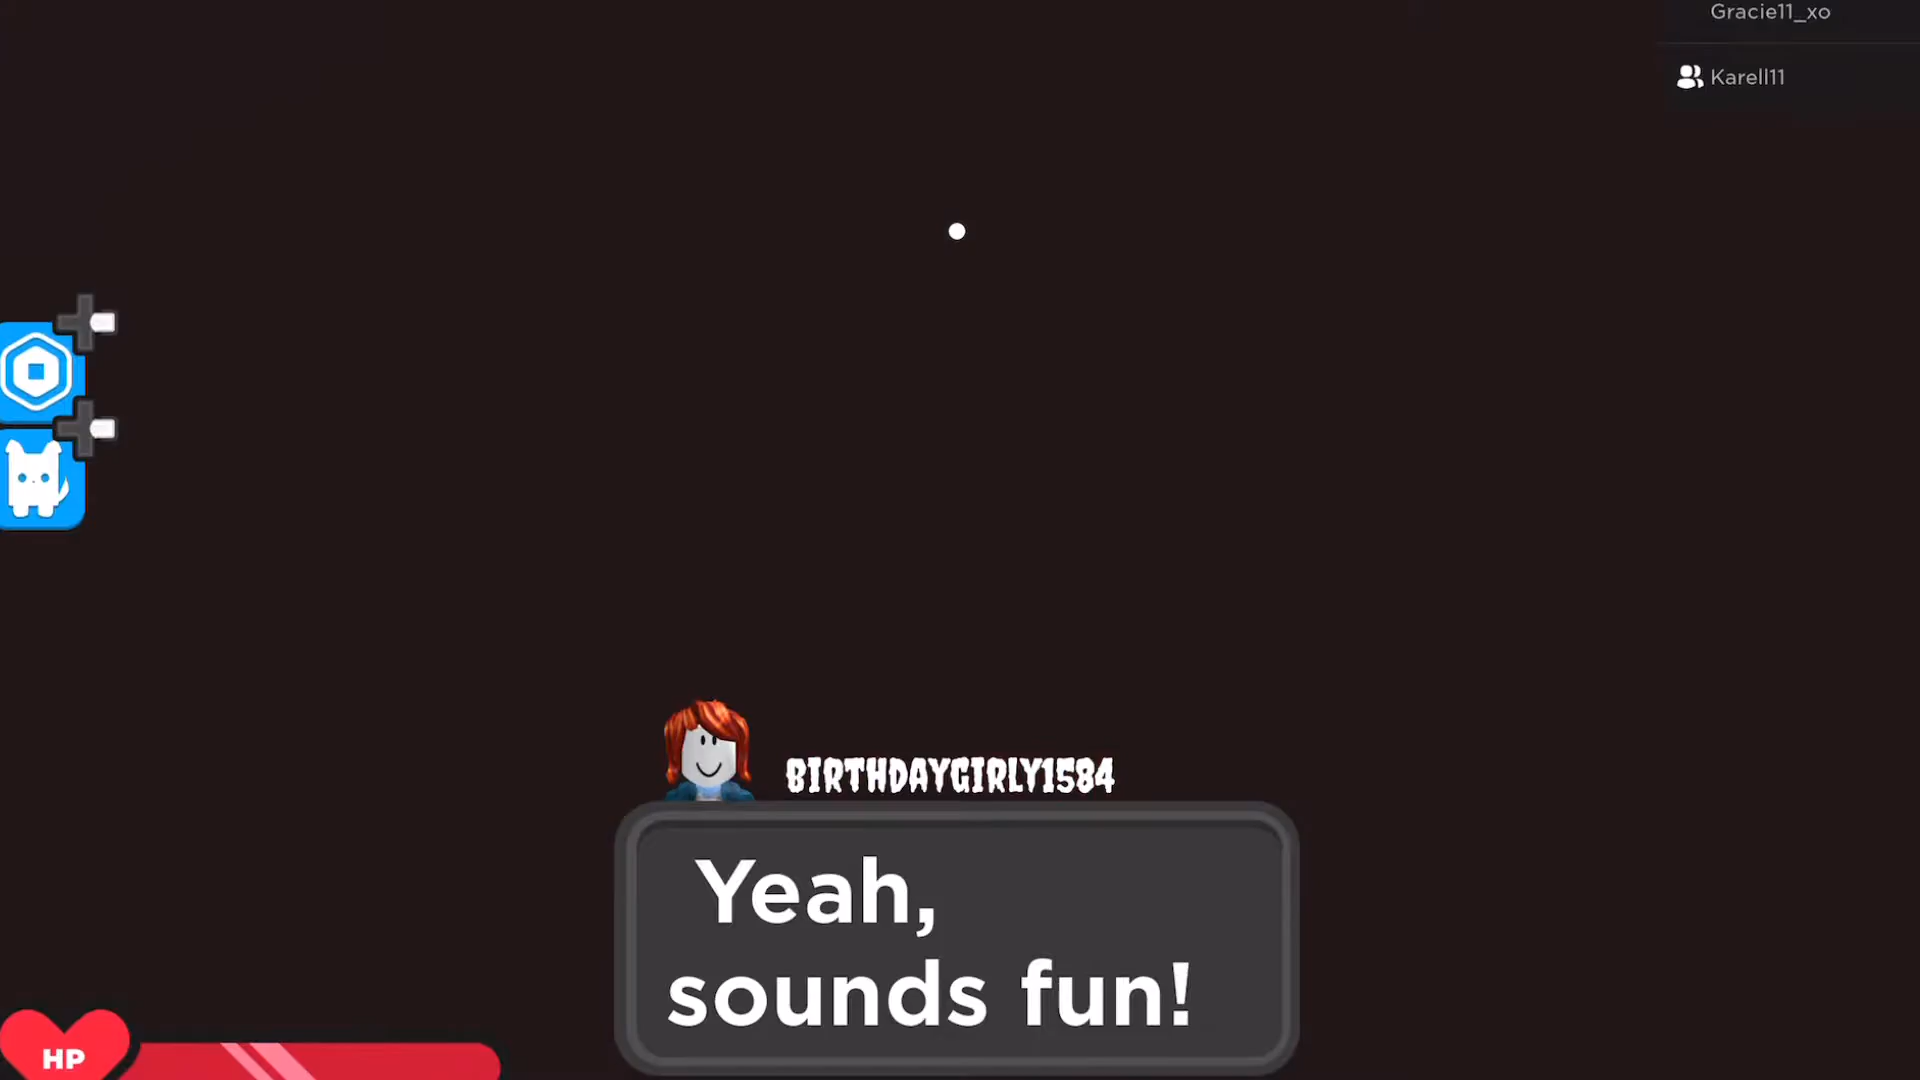 Gracie11_xo
Karell11
BIRTHDAYGIRLY1584
Yeah,
sounds fun!
HP